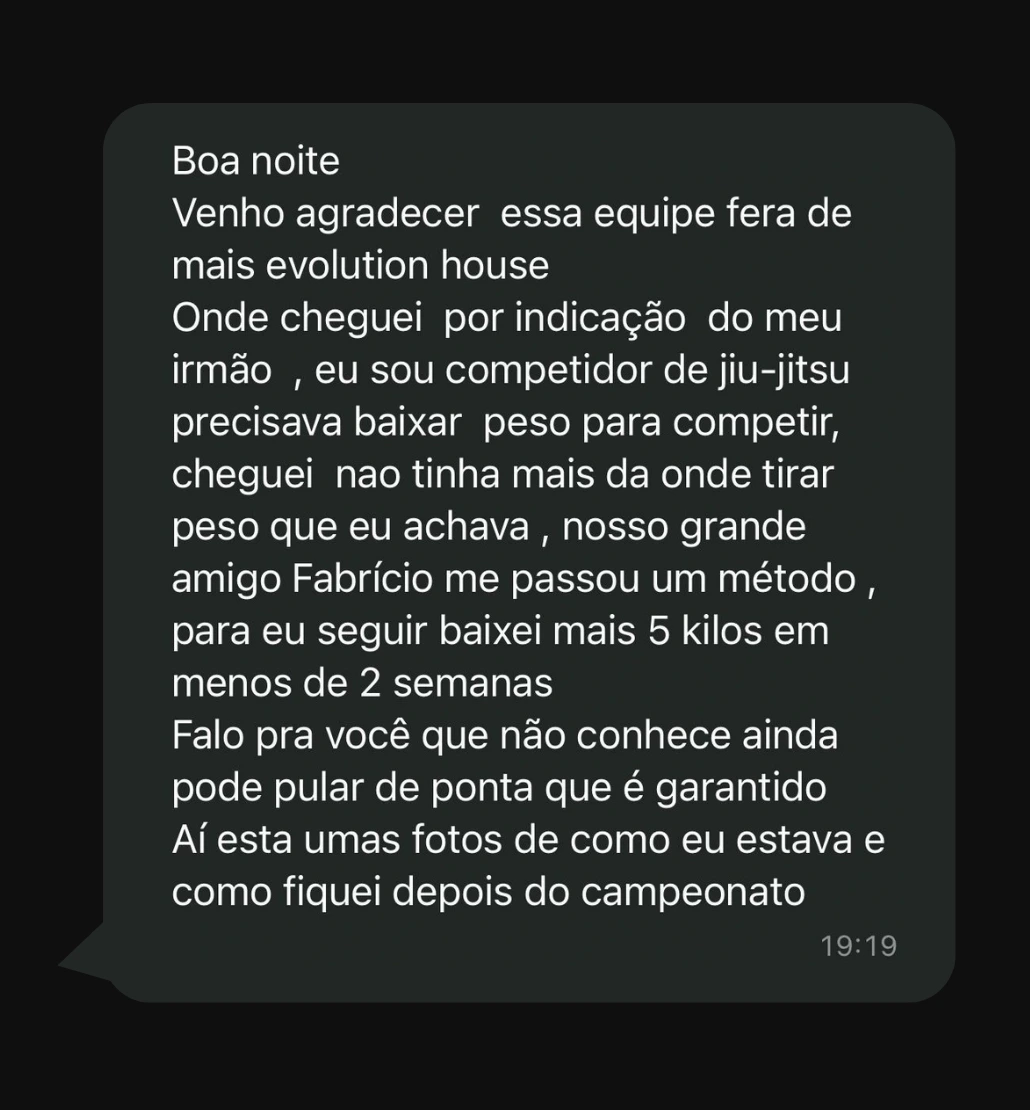 Boa noite
Venho agradecer  essa equipe fera de
mais evolution house
Onde cheguei  por indicação  do meu
irmão  , eu sou competidor de jiu-jitsu
precisava baixar  peso para competir,
cheguei  nao tinha mais da onde tirar
peso que eu achava , nosso grande
amigo Fabrício me passou um método ,
para eu seguir baixei mais 5 kilos em
menos de 2 semanas
Falo pra você que não conhece ainda
pode pular de ponta que é garantido
Aí esta umas fotos de como eu estava e
como fiquei depois do campeonato
19:19